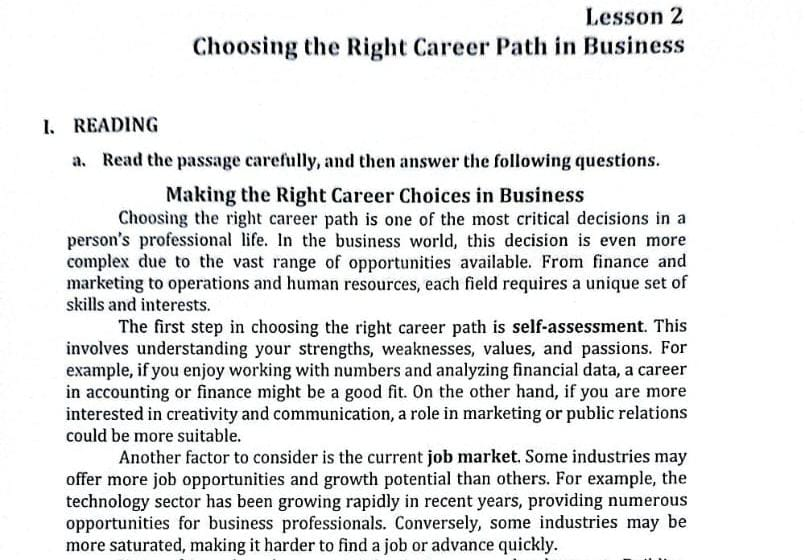 Lesson 2
Choosing the Right Career Path in Business
I. READING
a. Read the passage carefully, and then answer the following questions.
Making the Right Career Choices in Business
Choosing the right career path is one of the most critical decisions in a
person's professional life. In the business world, this decision is even more
complex due to the vast range of opportunities available. From finance and
marketing to operations and human resources, each field requires a unique set of
skills and interests.
The first step in choosing the right career path is self-assessment. This
involves understanding your strengths, weaknesses, values, and passions. For
example, if you enjoy working with numbers and analyzing financial data, a career
in accounting or finance might be a good fit. On the other hand, if you are more
interested in creativity and communication, a role in marketing or public relations
could be more suitable.
Another factor to consider is the current job market. Some industries may
offer more job opportunities and growth potential than others. For example, the
technology sector has been growing rapidly in recent years, providing numerous
opportunities for business professionals. Conversely, some industries may be
more saturated, making it harder to find a job or advance quickly.